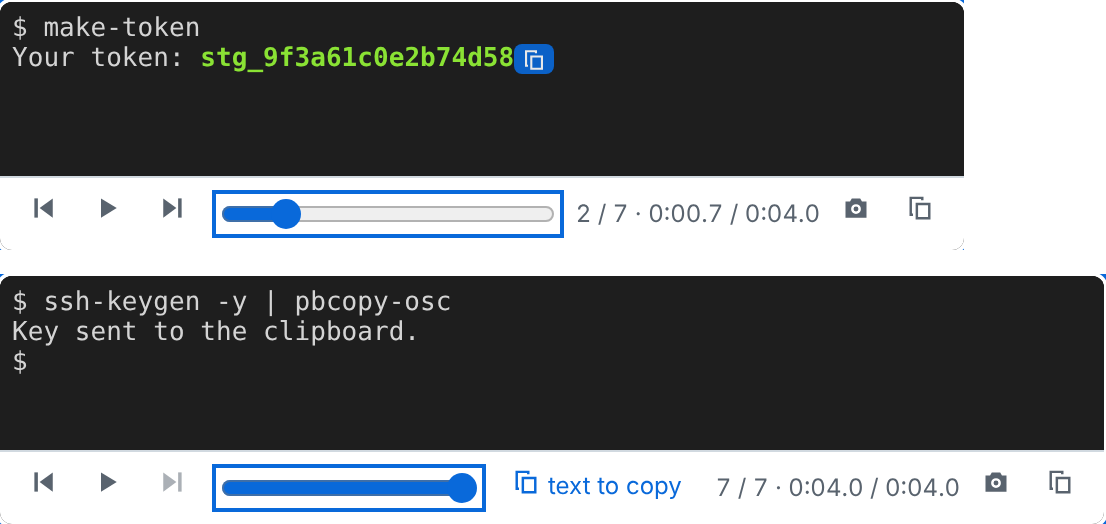 $ make-token
Your token: stg_9f3a61c0e2b74d58
2 / 7 · 0:00.7 / 0:04.0
$ ssh-keygen -y | pbcopy-osc
Key sent to the clipboard.
$
text to copy 7 / 7 · 0:04.0 / 0:04.0